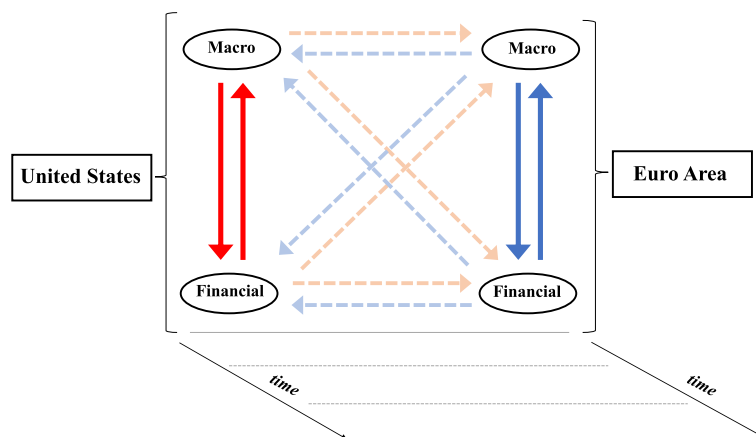 Macro
Macro
United States
Euro Area
Financial
Financial
time
time